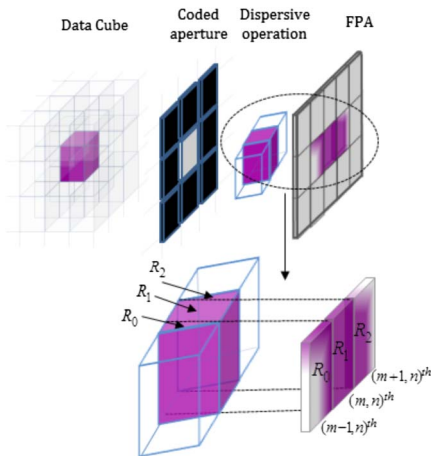 Data Cube
Coded aperture
Dispersive operation
FPA
R₂
R₁
R₀
R₀
R₁
R₂
(m+1, n)ᵗʰ
(m, n)ᵗʰ
(m−1, n)ᵗʰ